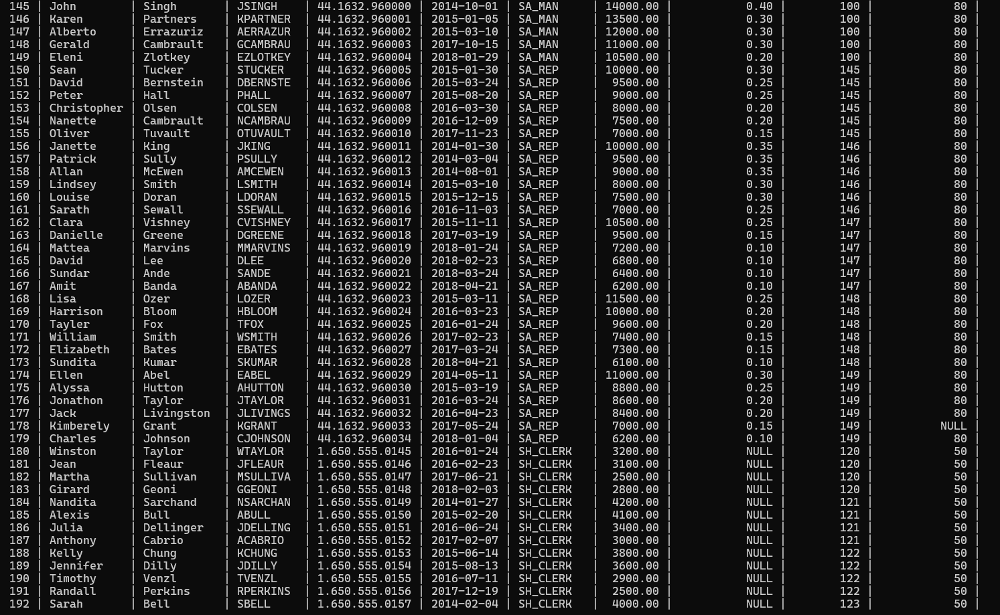 145 | John | Singh | JSINGH | 44.1632.960000 | 2014-10-01 | SA_MAN | 14000.00 | 0.40 | 100 | 80 |
146 | Karen | Partners | KPARTNER | 44.1632.960001 | 2015-01-05 | SA_MAN | 13500.00 | 0.30 | 100 | 80 |
147 | Alberto | Errazuriz | AERRAZUR | 44.1632.960002 | 2015-03-10 | SA_MAN | 12000.00 | 0.30 | 100 | 80 |
148 | Gerald | Cambrault | GCAMBRAU | 44.1632.960003 | 2017-10-15 | SA_MAN | 11000.00 | 0.30 | 100 | 80 |
149 | Eleni | Zlotkey | EZLOTKEY | 44.1632.960004 | 2018-01-29 | SA_MAN | 10500.00 | 0.20 | 100 | 80 |
150 | Sean | Tucker | STUCKER | 44.1632.960005 | 2015-01-30 | SA_REP | 10000.00 | 0.30 | 145 | 80 |
151 | David | Bernstein | DBERNSTE | 44.1632.960006 | 2015-03-24 | SA_REP | 9500.00 | 0.25 | 145 | 80 |
152 | Peter | Hall | PHALL | 44.1632.960007 | 2015-08-20 | SA_REP | 9000.00 | 0.25 | 145 | 80 |
153 | Christopher | Olsen | COLSEN | 44.1632.960008 | 2016-03-30 | SA_REP | 8000.00 | 0.20 | 145 | 80 |
154 | Nanette | Cambrault | NCAMBRAU | 44.1632.960009 | 2016-12-09 | SA_REP | 7500.00 | 0.20 | 145 | 80 |
155 | Oliver | Tuvault | OTUVAULT | 44.1632.960010 | 2017-11-23 | SA_REP | 7000.00 | 0.15 | 145 | 80 |
156 | Janette | King | JKING | 44.1632.960011 | 2014-01-30 | SA_REP | 10000.00 | 0.35 | 146 | 80 |
157 | Patrick | Sully | PSULLY | 44.1632.960012 | 2014-03-04 | SA_REP | 9500.00 | 0.35 | 146 | 80 |
158 | Allan | McEwen | AMCEWEN | 44.1632.960013 | 2014-08-01 | SA_REP | 9000.00 | 0.35 | 146 | 80 |
159 | Lindsey | Smith | LSMITH | 44.1632.960014 | 2015-03-10 | SA_REP | 8000.00 | 0.30 | 146 | 80 |
160 | Louise | Doran | LDORAN | 44.1632.960015 | 2015-12-15 | SA_REP | 7500.00 | 0.30 | 146 | 80 |
161 | Sarath | Sewall | SSEWALL | 44.1632.960016 | 2016-11-03 | SA_REP | 7000.00 | 0.25 | 146 | 80 |
162 | Clara | Vishney | CVISHNEY | 44.1632.960017 | 2015-11-11 | SA_REP | 10500.00 | 0.25 | 147 | 80 |
163 | Danielle | Greene | DGREENE | 44.1632.960018 | 2017-03-19 | SA_REP | 9500.00 | 0.15 | 147 | 80 |
164 | Mattea | Marvins | MMARVINS | 44.1632.960019 | 2018-01-24 | SA_REP | 7200.00 | 0.10 | 147 | 80 |
165 | David | Lee | DLEE | 44.1632.960020 | 2018-02-23 | SA_REP | 6800.00 | 0.10 | 147 | 80 |
166 | Sundar | Ande | SANDE | 44.1632.960021 | 2018-03-24 | SA_REP | 6400.00 | 0.10 | 147 | 80 |
167 | Amit | Banda | ABANDA | 44.1632.960022 | 2018-04-21 | SA_REP | 6200.00 | 0.10 | 147 | 80 |
168 | Lisa | Ozer | LOZER | 44.1632.960023 | 2015-03-11 | SA_REP | 11500.00 | 0.25 | 148 | 80 |
169 | Harrison | Bloom | HBLOOM | 44.1632.960024 | 2016-03-23 | SA_REP | 10000.00 | 0.20 | 148 | 80 |
170 | Tayler | Fox | TFOX | 44.1632.960025 | 2016-01-24 | SA_REP | 9600.00 | 0.20 | 148 | 80 |
171 | William | Smith | WSMITH | 44.1632.960026 | 2017-02-23 | SA_REP | 7400.00 | 0.15 | 148 | 80 |
172 | Elizabeth | Bates | EBATES | 44.1632.960027 | 2017-03-24 | SA_REP | 7300.00 | 0.15 | 148 | 80 |
173 | Sundita | Kumar | SKUMAR | 44.1632.960028 | 2018-04-21 | SA_REP | 6100.00 | 0.10 | 148 | 80 |
174 | Ellen | Abel | EABEL | 44.1632.960029 | 2014-05-11 | SA_REP | 11000.00 | 0.30 | 149 | 80 |
175 | Alyssa | Hutton | AHUTTON | 44.1632.960030 | 2015-03-19 | SA_REP | 8800.00 | 0.25 | 149 | 80 |
176 | Jonathon | Taylor | JTAYLOR | 44.1632.960031 | 2016-03-24 | SA_REP | 8600.00 | 0.20 | 149 | 80 |
177 | Jack | Livingston | JLIVINGS | 44.1632.960032 | 2016-04-23 | SA_REP | 8400.00 | 0.20 | 149 | 80 |
178 | Kimberely | Grant | KGRANT | 44.1632.960033 | 2017-05-24 | SA_REP | 7000.00 | 0.15 | 149 | NULL |
179 | Charles | Johnson | CJOHNSON | 44.1632.960034 | 2018-01-04 | SA_REP | 6200.00 | 0.10 | 149 | 80 |
180 | Winston | Taylor | WTAYLOR | 1.650.555.0145 | 2016-01-24 | SH_CLERK | 3200.00 | NULL | 120 | 50 |
181 | Jean | Fleaur | JFLEAUR | 1.650.555.0146 | 2016-02-23 | SH_CLERK | 3100.00 | NULL | 120 | 50 |
182 | Martha | Sullivan | MSULLIVA | 1.650.555.0147 | 2017-06-21 | SH_CLERK | 2500.00 | NULL | 120 | 50 |
183 | Girard | Geoni | GGEONI | 1.650.555.0148 | 2018-02-03 | SH_CLERK | 2800.00 | NULL | 120 | 50 |
184 | Nandita | Sarchand | NSARCHAN | 1.650.555.0149 | 2014-01-27 | SH_CLERK | 4200.00 | NULL | 121 | 50 |
185 | Alexis | Bull | ABULL | 1.650.555.0150 | 2015-02-20 | SH_CLERK | 4100.00 | NULL | 121 | 50 |
186 | Julia | Dellinger | JDELLING | 1.650.555.0151 | 2016-06-24 | SH_CLERK | 3400.00 | NULL | 121 | 50 |
187 | Anthony | Cabrio | ACABRIO | 1.650.555.0152 | 2017-02-07 | SH_CLERK | 3000.00 | NULL | 121 | 50 |
188 | Kelly | Chung | KCHUNG | 1.650.555.0153 | 2015-06-14 | SH_CLERK | 3800.00 | NULL | 122 | 50 |
189 | Jennifer | Dilly | JDILLY | 1.650.555.0154 | 2015-08-13 | SH_CLERK | 3600.00 | NULL | 122 | 50 |
190 | Timothy | Venzl | TVENZL | 1.650.555.0155 | 2016-07-11 | SH_CLERK | 2900.00 | NULL | 122 | 50 |
191 | Randall | Perkins | RPERKINS | 1.650.555.0156 | 2017-12-19 | SH_CLERK | 2500.00 | NULL | 122 | 50 |
192 | Sarah | Bell | SBELL | 1.650.555.0157 | 2014-02-04 | SH_CLERK | 4000.00 | NULL | 123 | 50 |